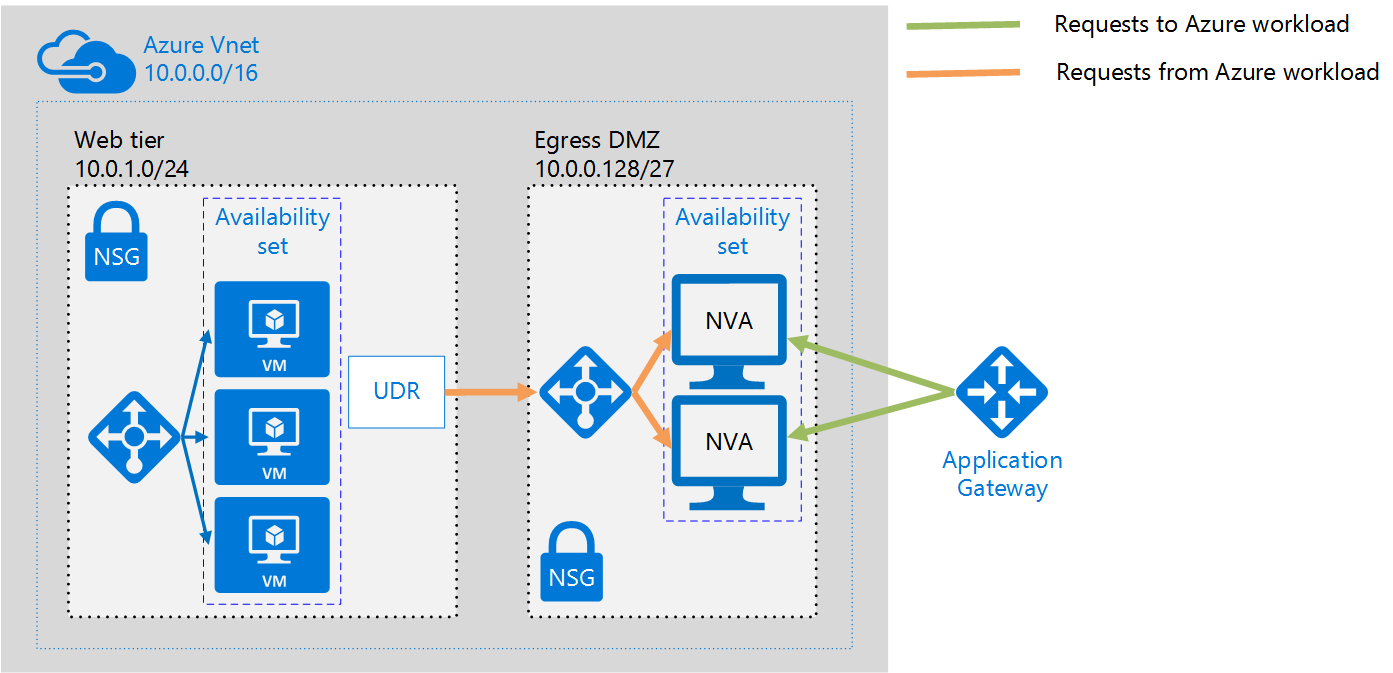 Azure Vnet
10.0.0.0/16
Requests to Azure workload
Requests from Azure workload
Web tier
10.0.1.0/24
NSG
Availability
set
VM
VM
VM
UDR
Egress DMZ
10.0.0.128/27
Availability
set
NVA
NVA
NSG
Application
Gateway